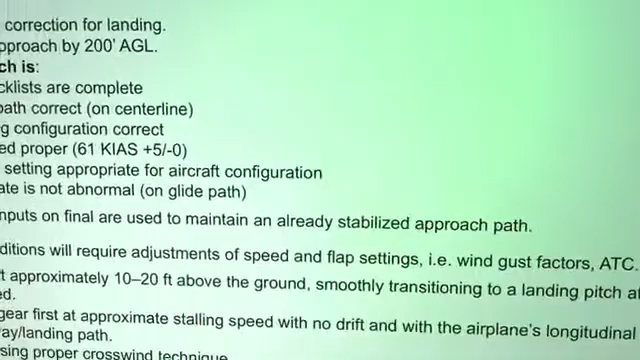 correction for landing.
pproach by 200' AGL.
ch is:
cklists are complete
path correct (on centerline)
g configuration correct
ed proper (61 KIAS +5/-0)
setting appropriate for aircraft configuration
ate is not abnormal (on glide path)
nputs on final are used to maintain an already stabilized approach path.
ditions will require adjustments of speed and flap settings, i.e. wind gust factors, ATC.
t approximately 10–20 ft above the ground, smoothly transitioning to a landing pitch at
ed.
gear first at approximate stalling speed with no drift and with the airplane's longitudinal
ay/landing path.
sing proper crosswind technique